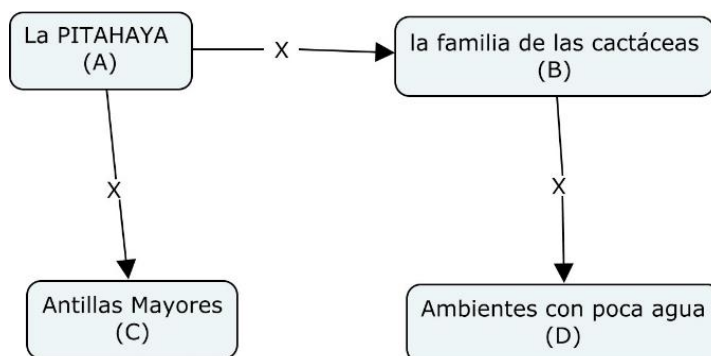 La PITAHAYA
(A)
X
la familia de las cactáceas
(B)
X
X
Antillas Mayores
(C)
Ambientes con poca agua
(D)